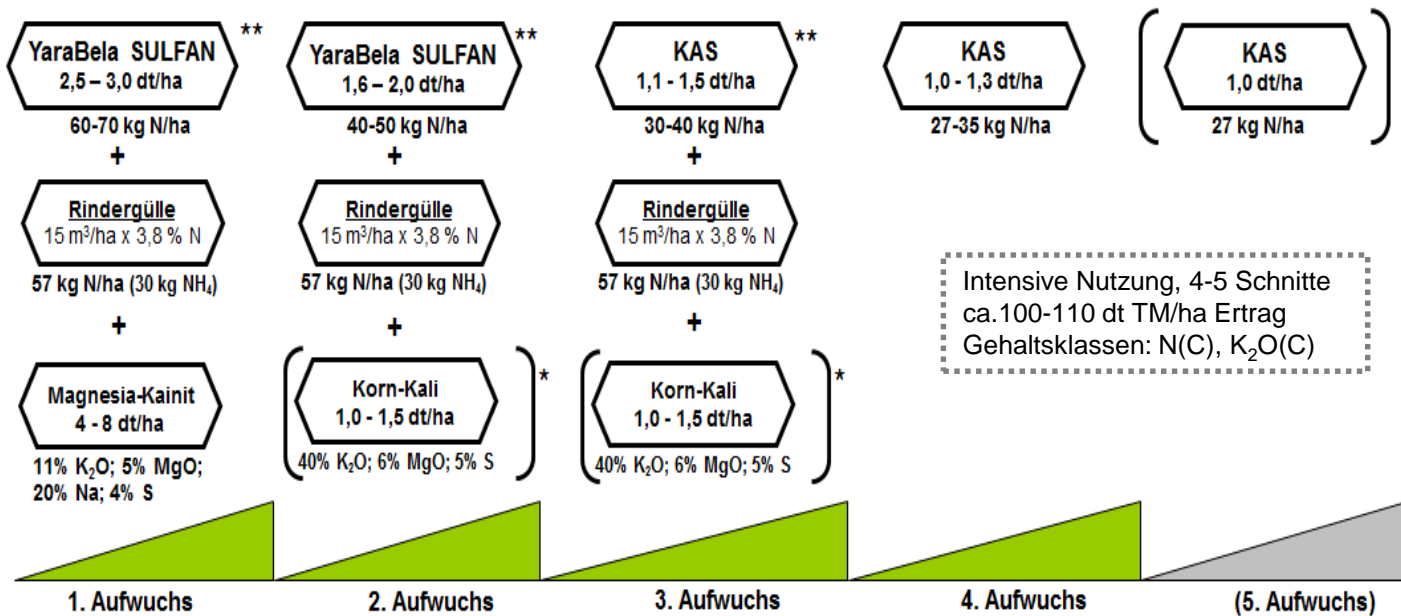 YaraBela SULFAN
2,5 – 3,0 dt/ha
**
60-70 kg N/ha
+
Rindergülle
15 m³/ha x 3,8 % N
57 kg N/ha (30 kg NH₄)
+
Magnesia-Kainit
4 - 8 dt/ha
11% K₂O; 5% MgO;
20% Na; 4% S
1. Aufwuchs
YaraBela SULFAN
1,6 – 2,0 dt/ha
**
40-50 kg N/ha
+
Rindergülle
15 m³/ha x 3,8 % N
57 kg N/ha (30 kg NH₄)
+
Korn-Kali
1,0 - 1,5 dt/ha
*
40% K₂O; 6% MgO; 5% S
2. Aufwuchs
KAS
1,1 - 1,5 dt/ha
**
30-40 kg N/ha
+
Rindergülle
15 m³/ha x 3,8 % N
57 kg N/ha (30 kg NH₄)
+
Korn-Kali
1,0 - 1,5 dt/ha
*
40% K₂O; 6% MgO; 5% S
3. Aufwuchs
KAS
1,0 - 1,3 dt/ha
27-35 kg N/ha
4. Aufwuchs
KAS
1,0 dt/ha
27 kg N/ha
(5. Aufwuchs)
Intensive Nutzung, 4-5 Schnitte
ca.100-110 dt TM/ha Ertrag
Gehaltsklassen: N(C), K₂O(C)